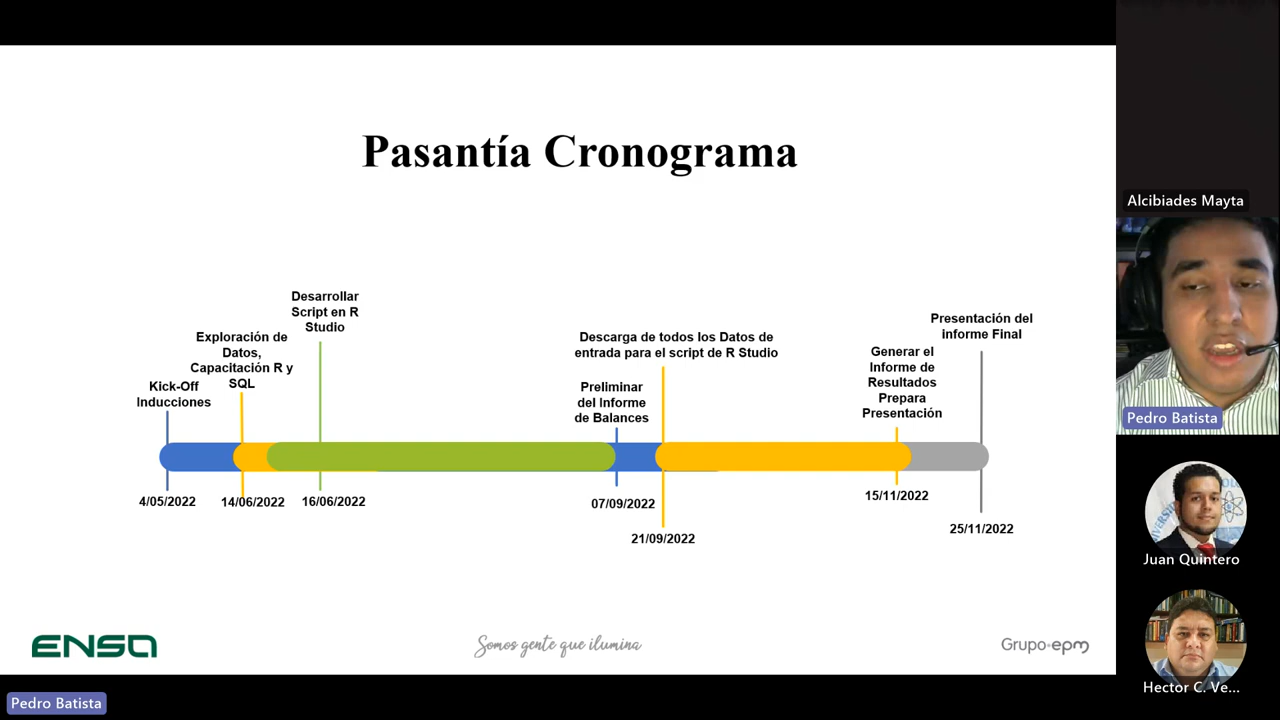 Pasantía Cronograma
Desarrollar
Script en R
Studio
Exploración de
Datos,
Capacitación R y
SQL
Kick-Off
Inducciones
Descarga de todos los Datos de
entrada para el script de R Studio
Preliminar
del Informe
de Balances
Presentación del
informe Final
Generar el
Informe de
Resultados
Prepara
Presentación
4/05/2022
14/06/2022
16/06/2022
07/09/2022
21/09/2022
15/11/2022
25/11/2022
ensa
Somos gente que ilumina
Grupo epm
Pedro Batista
Alcibiades Mayta
Pedro Batista
Juan Quintero
Hector C. Ve...